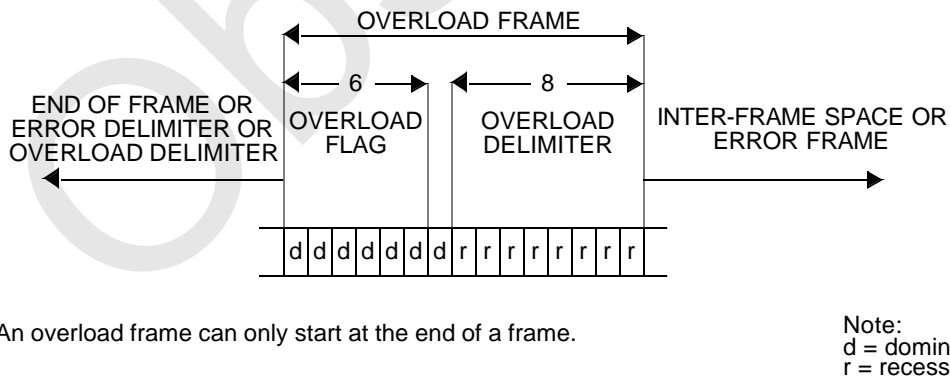 OVERLOAD FRAME
6
8
END OF FRAME OR
ERROR DELIMITER OR
OVERLOAD DELIMITER
OVERLOAD
FLAG
OVERLOAD
DELIMITER
INTER-FRAME SPACE OR
ERROR FRAME
d d d d d d d r r r r r r r r
An overload frame can only start at the end of a frame.
Note:
d = domin
r = recess